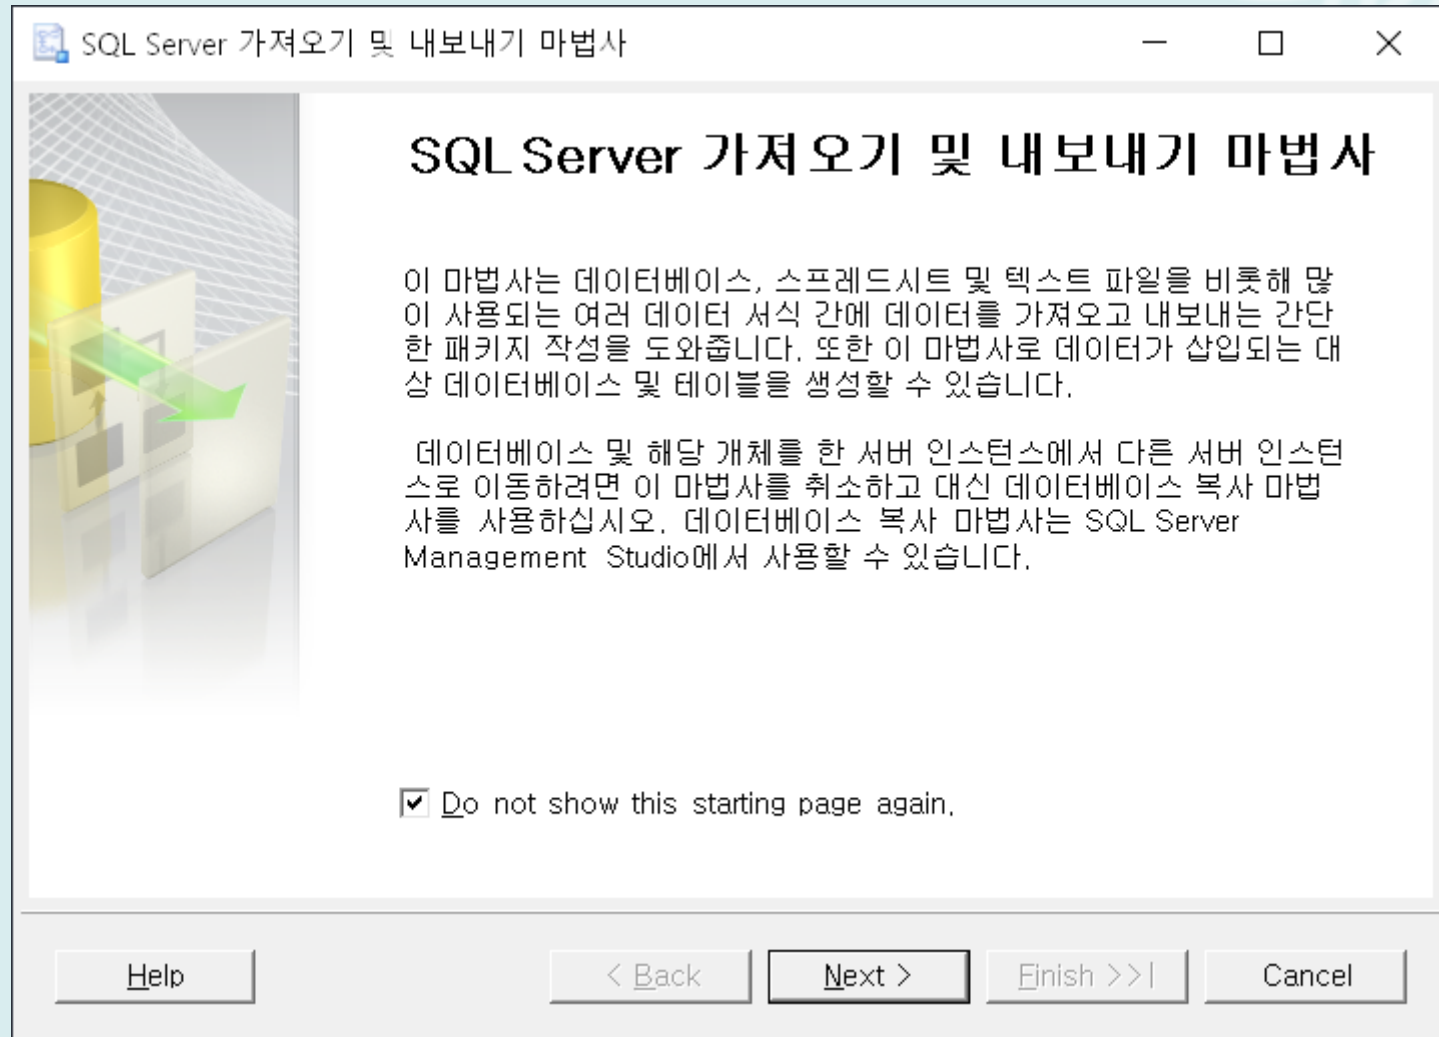 SQL Server 가져오기 및 내보내기 마법사
SQL Server 가져오기 및 내보내기 마법사
이 마법사는 데이터베이스, 스프레드시트 및 텍스트 파일을 비롯해 많
이 사용되는 여러 데이터 서식 간에 데이터를 가져오고 내보내는 간단
한 패키지 작성을 도와줍니다. 또한 이 마법사로 데이터가 삽입되는 대
상 데이터베이스 및 테이블을 생성할 수 있습니다.
데이터베이스 및 해당 개체를 한 서버 인스턴스에서 다른 서버 인스턴
스로 이동하려면 이 마법사를 취소하고 대신 데이터베이스 복사 마법
사를 사용하십시오. 데이터베이스 복사 마법사는 SQL Server
Management Studio에서 사용할 수 있습니다.
Do not show this starting page again.
Help
< Back
Next >
Finish >>|
Cancel